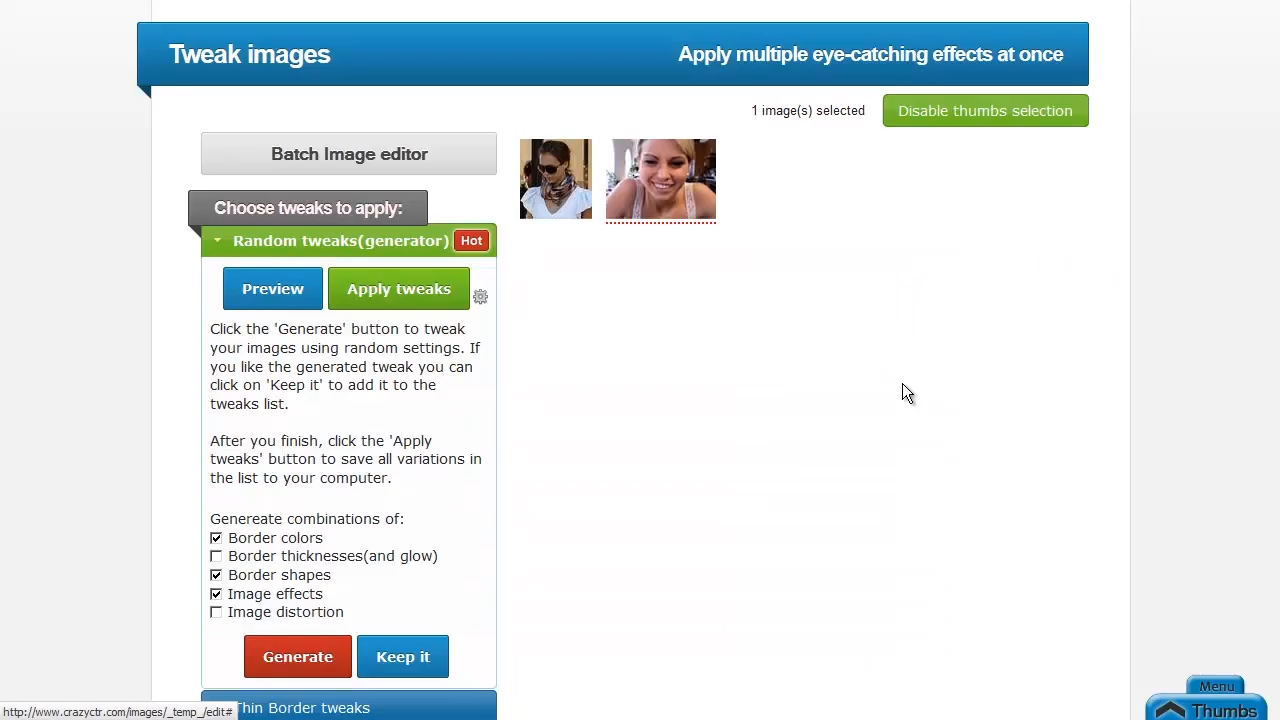 Tweak images
Apply multiple eye-catching effects at once
1 image(s) selected
Disable thumbs selection
Batch Image editor
Choose tweaks to apply:
Random tweaks(generator) Hot
Preview
Apply tweaks
Click the 'Generate' button to tweak
your images using random settings. If
you like the generated tweak you can
click on 'Keep it' to add it to the
tweaks list.
After you finish, click the 'Apply
tweaks' button to save all variations in
the list to your computer.
Genereate combinations of:
Border colors
Border thicknesses(and glow)
Border shapes
Image effects
Image distortion
Generate
Keep it
Thin Border tweaks
http://www.crazyctr.com/images/_temp_/edit#
Menu
Thumbs